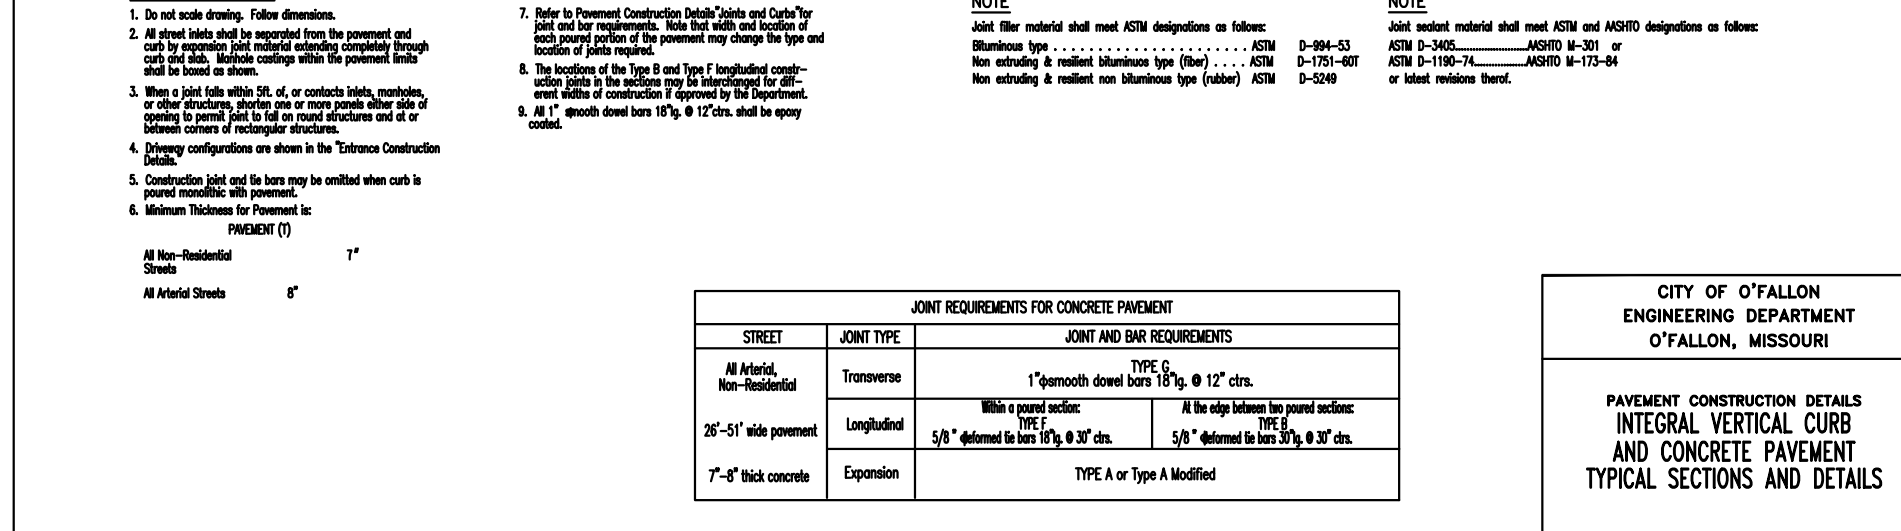 1. Do not scale drawing. Follow dimensions.
2. All street inlets shall be separated from the pavement and
curb by expansion joint material extending completely through
curb and slab. Manhole castings within the pavement limits
shall be boxed as shown.
3. When a joint falls within 5ft. of, or contacts inlets, manholes,
or other structures, shorten one or more panels either side of
opening to permit joint to fall on round structures and at or
between corners of rectangular structures.
4. Driveway configurations are shown in the "Entrance Construction
Details."
5. Construction joint and tie bars may be omitted when curb is
poured monolithic with pavement.
6. Minimum Thickness for Pavement is:
PAVEMENT (T)
All Non-Residential 7"
Streets
All Arterial Streets 8"
7. Refer to Pavement Construction Details"Joints and Curbs"for
joint and bar requirements. Note that width and location of
each poured portion of the pavement may change the type and
location of joints required.
8. The locations of the Type B and Type F longitudinal constr-
uction joints in the sections may be interchanged for diff-
erent widths of construction if approved by the Department.
9. All 1" φsmooth dowel bars 18"lg. @ 12"ctrs. shall be epoxy
coated.
NOTE
Joint filler material shall meet ASTM designations as follows:
Bituminous type . . . . . . . . . . . . . . . . . . . . . . ASTM D-994-53
Non extruding & resilient bituminuos type (fiber) . . . . ASTM D-1751-60T
Non extruding & resilient non bituminous type (rubber) ASTM D-5249
NOTE
Joint sealant material shall meet ASTM and AASHTO designations as follows:
ASTM D-3405........................AASHTO M-301 or
ASTM D-1190-74.................AASHTO M-173-84
or latest revisions therof.
JOINT REQUIREMENTS FOR CONCRETE PAVEMENT
STREET JOINT TYPE JOINT AND BAR REQUIREMENTS
All Arterial,
Non-Residential
26'-51' wide pavement
7"-8" thick concrete
Transverse
TYPE G
1"φsmooth dowel bars 18"lg. @ 12" ctrs.
Longitudinal
Within a poured section:
TYPE F
5/8 " φdeformed tie bars 18"lg. @ 30" ctrs.
At the edge between two poured sections:
TYPE B
5/8 " φdeformed tie bars 30"lg. @ 30" ctrs.
Expansion
TYPE A or Type A Modified
CITY OF O'FALLON
ENGINEERING DEPARTMENT
O'FALLON, MISSOURI
PAVEMENT CONSTRUCTION DETAILS
INTEGRAL VERTICAL CURB
AND CONCRETE PAVEMENT
TYPICAL SECTIONS AND DETAILS